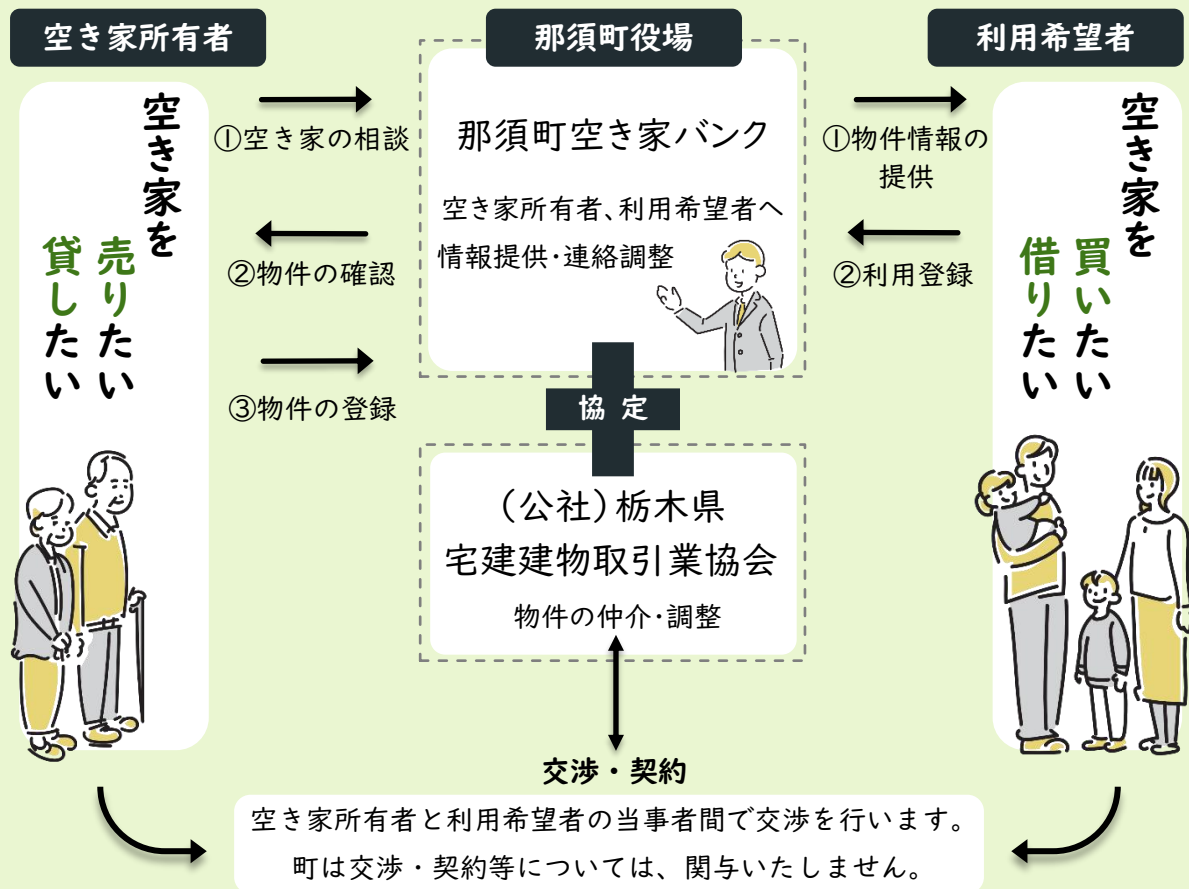 空き家所有者
空き家を
売りたい
貸したい
①空き家の相談
②物件の確認
③物件の登録
那須町役場
那須町空き家バンク
空き家所有者、利用希望者へ
情報提供・連絡調整
協定
(公社)栃木県
宅建建物取引業協会
物件の仲介・調整
①物件情報の
提供
②利用登録
利用希望者
空き家を
買いたい
借りたい
交渉・契約
空き家所有者と利用希望者の当事者間で交渉を行います。
町は交渉・契約等については、関与いたしません。